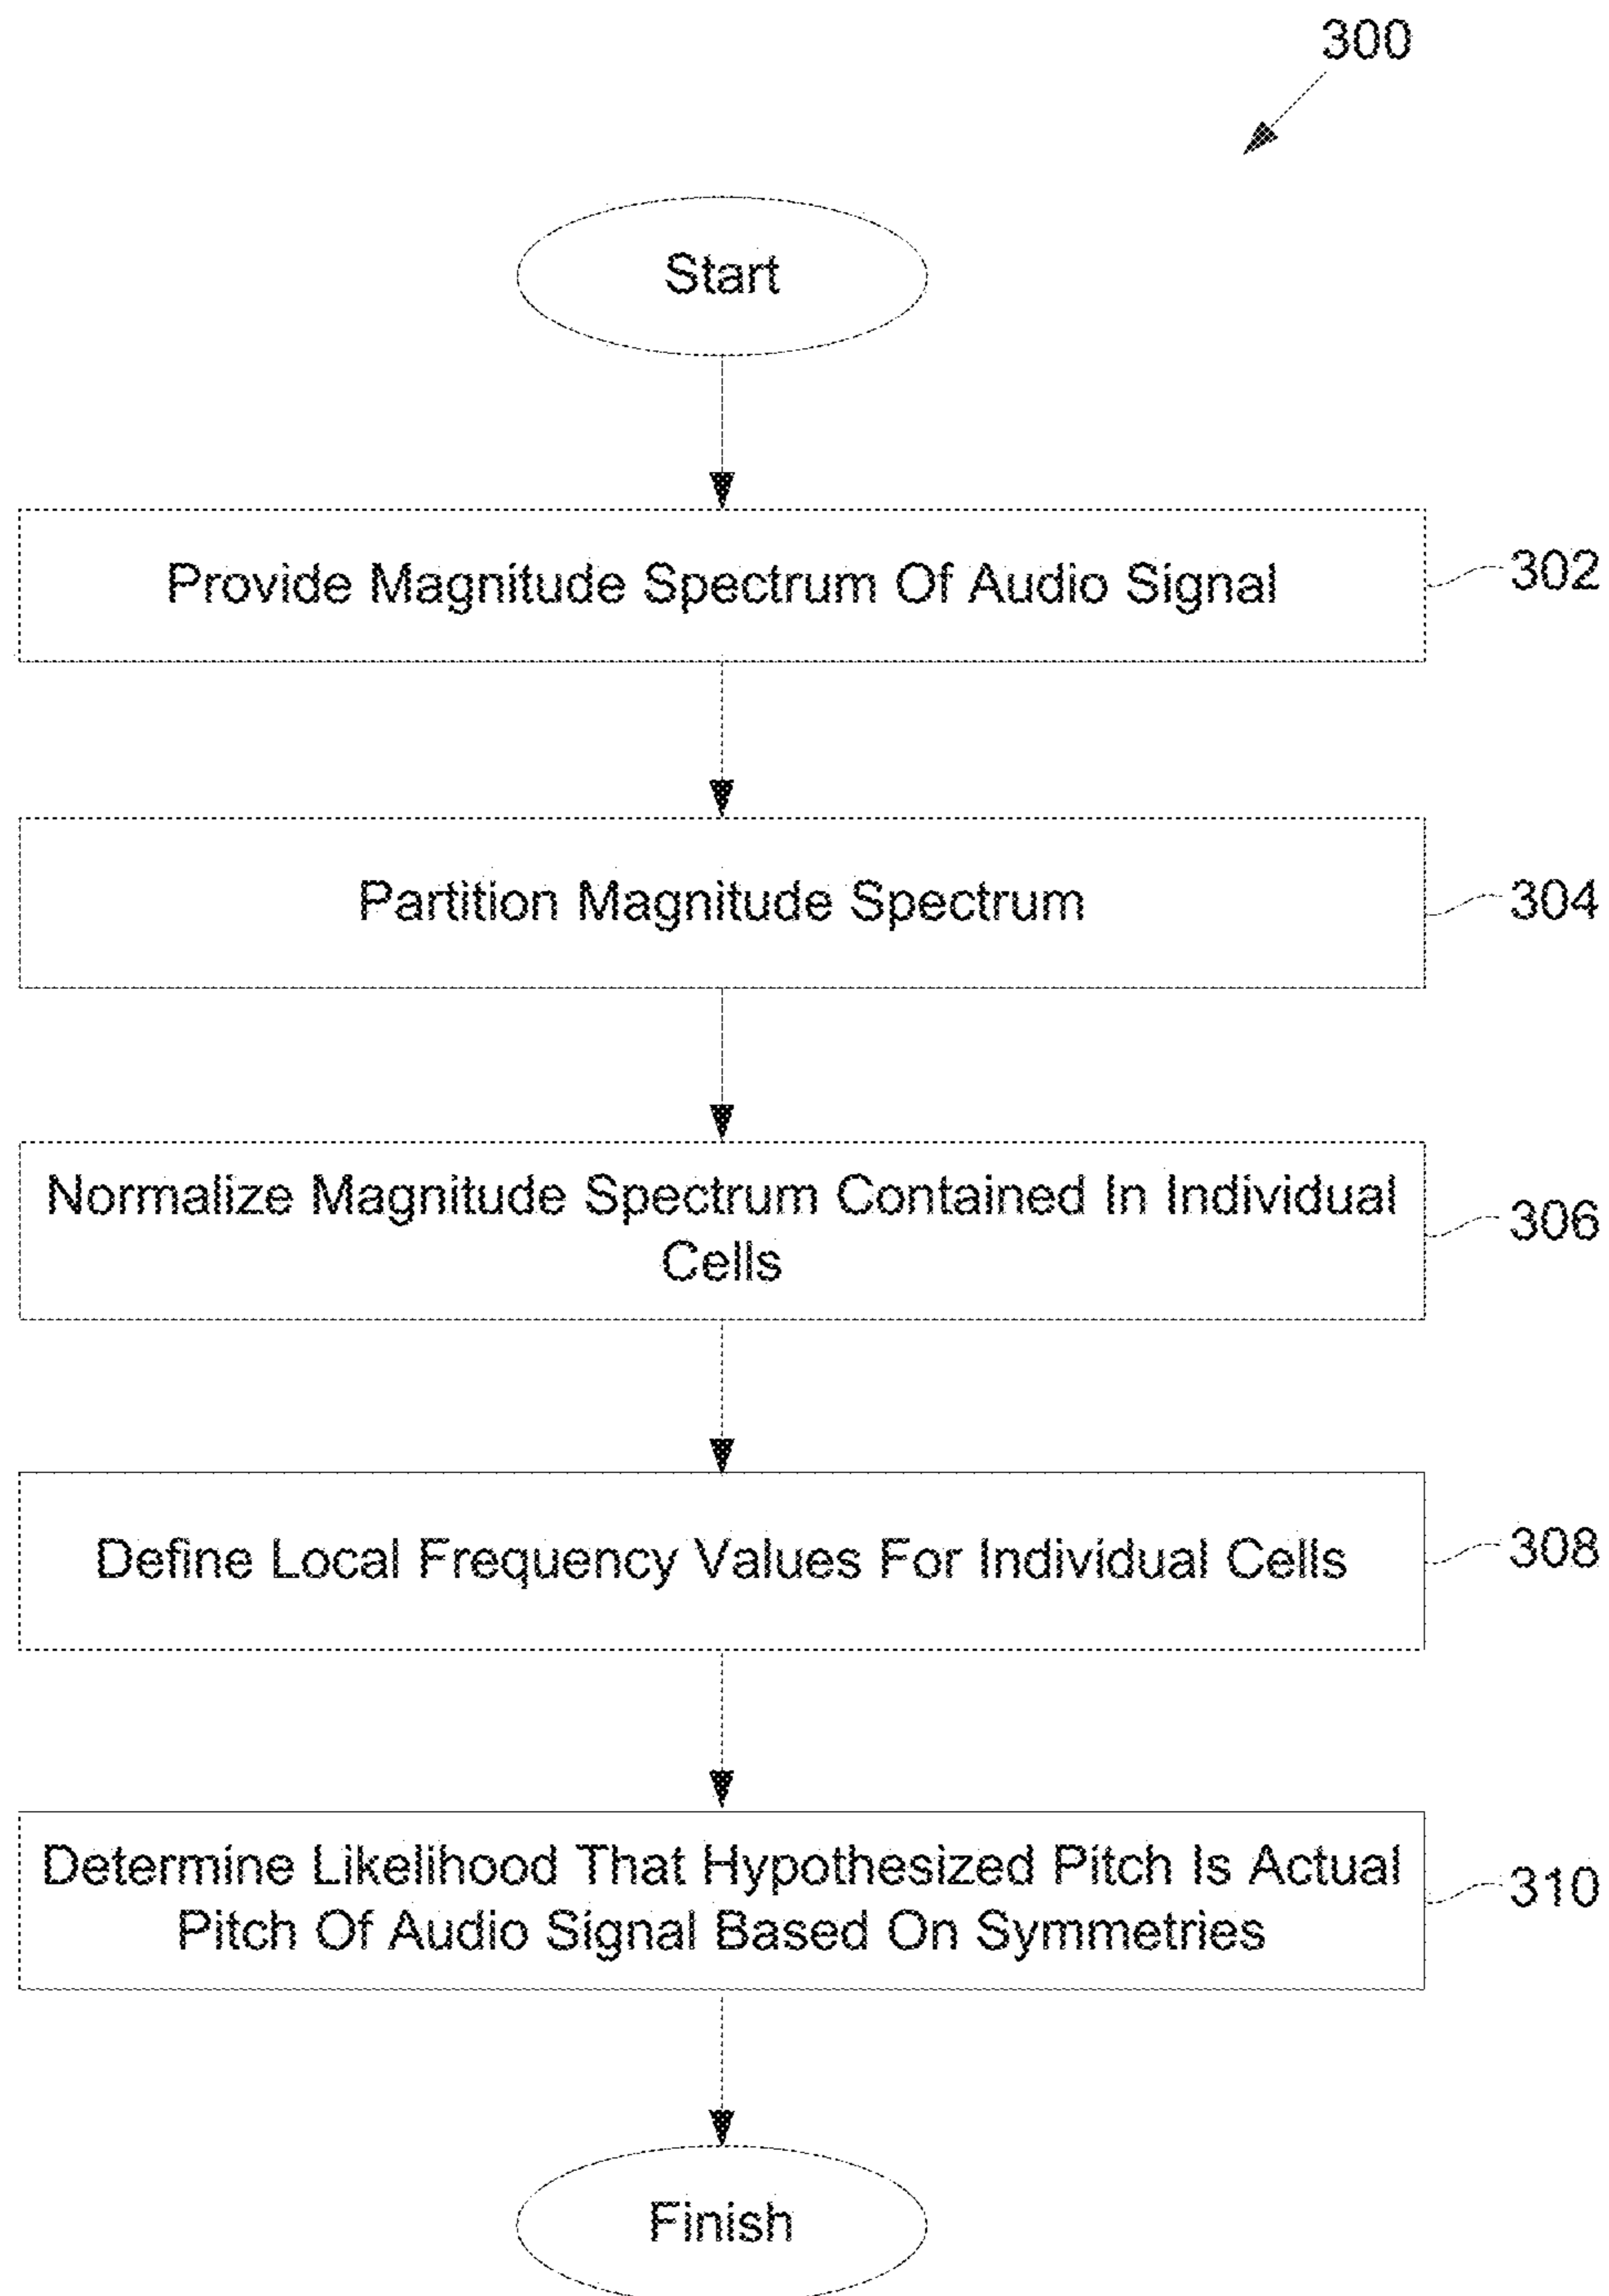 300
Start
Provide Magnitude Spectrum Of Audio Signal
302
Partition Magnitude Spectrum
304
Normalize Magnitude Spectrum Contained In Individual
Cells
306
Define Local Frequency Values For Individual Cells
308
Determine Likelihood That Hypothesized Pitch Is Actual
Pitch Of Audio Signal Based On Symmetries
310
Finish